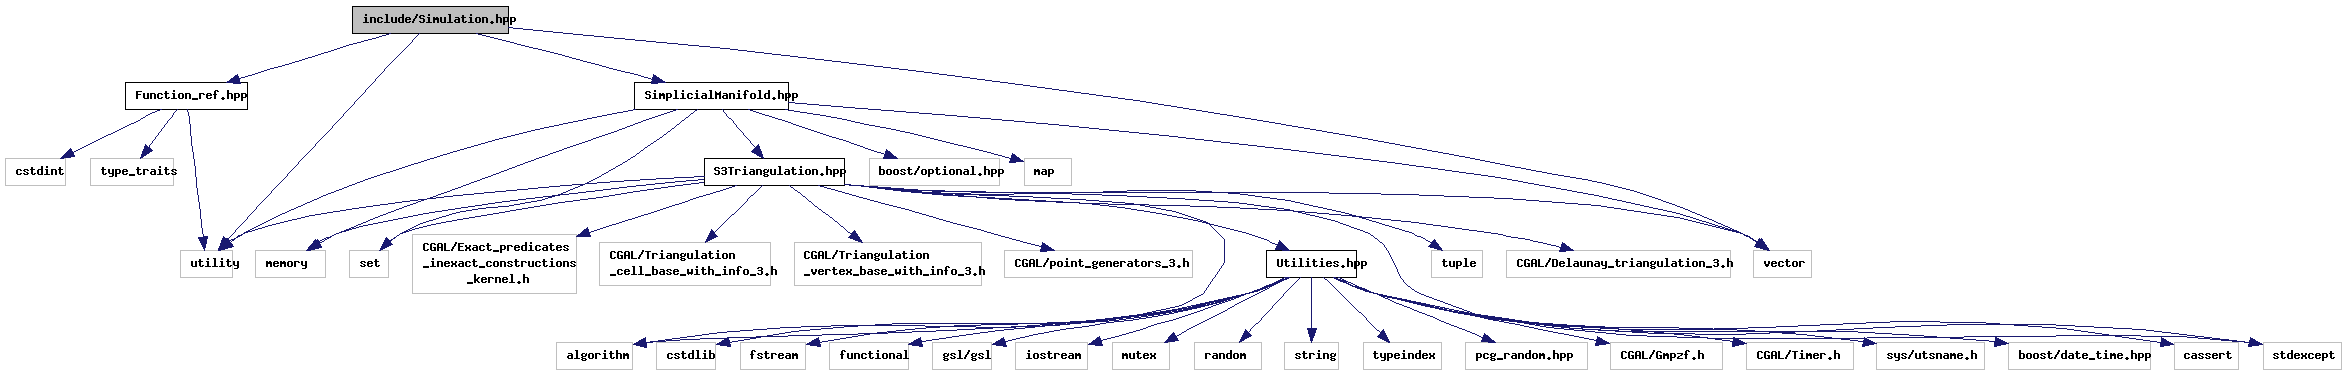 include/Simulation.hpp
Function_ref.hpp
SimplicialManifold.hpp
cstdint
type_traits
S3Triangulation.hpp
boost/optional.hpp
map
utility
memory
set
CGAL/Exact_predicates
_inexact_constructions
_kernel.h
CGAL/Triangulation
_cell_base_with_info_3.h
CGAL/Triangulation
_vertex_base_with_info_3.h
CGAL/point_generators_3.h
Utilities.hpp
tuple
CGAL/Delaunay_triangulation_3.h
vector
algorithm
cstdlib
fstream
functional
gsl/gsl
iostream
mutex
random
string
typeindex
pcg_random.hpp
CGAL/Gmpzf.h
CGAL/Timer.h
sys/utsname.h
boost/date_time.hpp
cassert
stdexcept